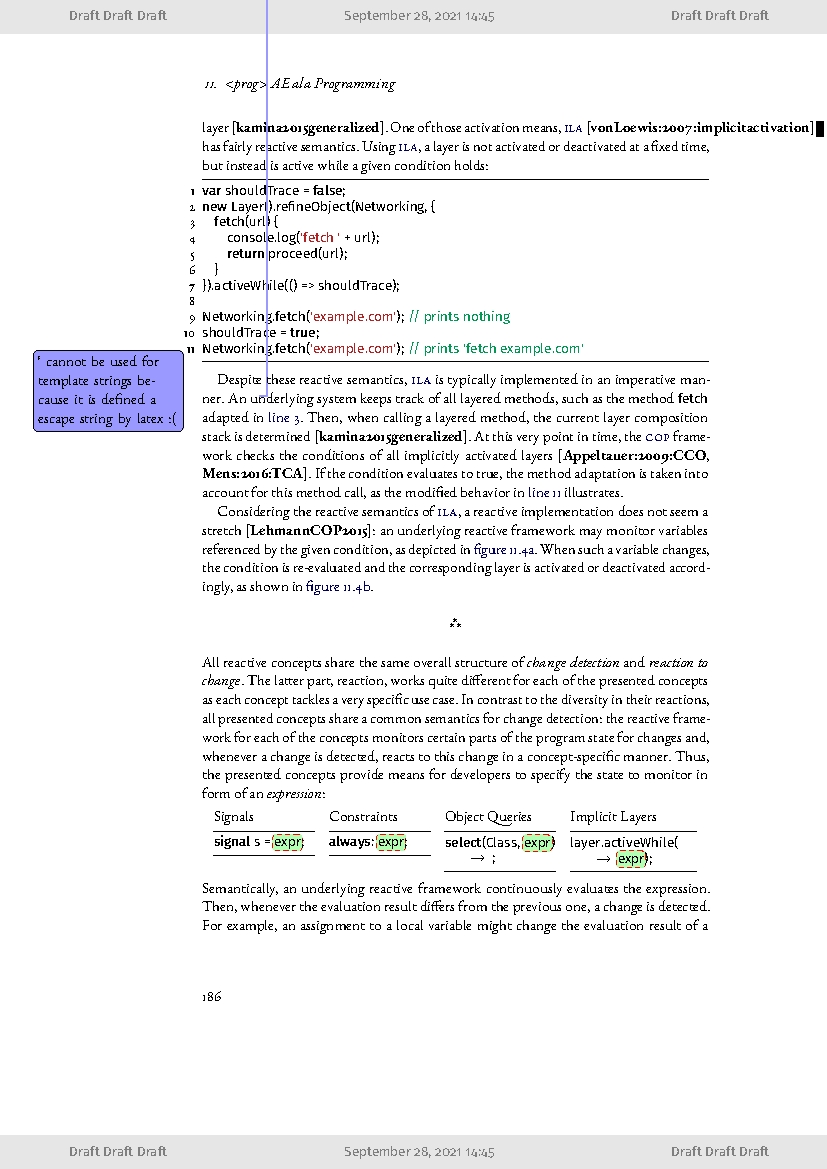 Draft Draft Draft September 28, 2021 14:45 Draft Draft Draft
11. <prog> AEala Programming
layer [kamina2015generalized]. One of those activation means, ILA [vonLoewis:2007:implicitactivation]
has fairly reactive semantics. Using ILA, a layer is not activated or deactivated at a fixed time,
but instead is active while a given condition holds:
1 var shouldTrace = false;
2 new Layer().refineObject(Networking, {
3 fetch(url) {
4 console.log('fetch ' + url);
5 return proceed(url);
6 }
7 }).activeWhile(() => shouldTrace);
8
9 Networking.fetch('example.com'); // prints nothing
10 shouldTrace = true;
11 Networking.fetch('example.com'); // prints 'fetch example.com'
' cannot be used for
template strings be-
cause it is defined a
escape string by latex :(
Despite these reactive semantics, ILA is typically implemented in an imperative man-
ner. An underlying system keeps track of all layered methods, such as the method fetch
adapted in line 3. Then, when calling a layered method, the current layer composition
stack is determined [kamina2015generalized]. At this very point in time, the COP frame-
work checks the conditions of all implicitly activated layers [Appeltauer:2009:CCO,
Mens:2016:TCA]. If the condition evaluates to true, the method adaptation is taken into
account for this method call, as the modified behavior in line 11 illustrates.
Considering the reactive semantics of ILA, a reactive implementation does not seem a
stretch [LehmannCOP2015]: an underlying reactive framework may monitor variables
referenced by the given condition, as depicted in figure 11.4a. When such a variable changes,
the condition is re-evaluated and the corresponding layer is activated or deactivated accord-
ingly, as shown in figure 11.4b.
⁂
All reactive concepts share the same overall structure of change detection and reaction to
change. The latter part, reaction, works quite different for each of the presented concepts
as each concept tackles a very specific use case. In contrast to the diversity in their reactions,
all presented concepts share a common semantics for change detection: the reactive frame-
work for each of the concepts monitors certain parts of the program state for changes and,
whenever a change is detected, reacts to this change in a concept-specific manner. Thus,
the presented concepts provide means for developers to specify the state to monitor in
form of an expression:
Signals Constraints Object Queries Implicit Layers
signal s = expr; always: expr; select(Class, expr) layer.activeWhile(
→ ; → expr);
Semantically, an underlying reactive framework continuously evaluates the expression.
Then, whenever the evaluation result differs from the previous one, a change is detected.
For example, an assignment to a local variable might change the evaluation result of a
186
Draft Draft Draft September 28, 2021 14:45 Draft Draft Draft